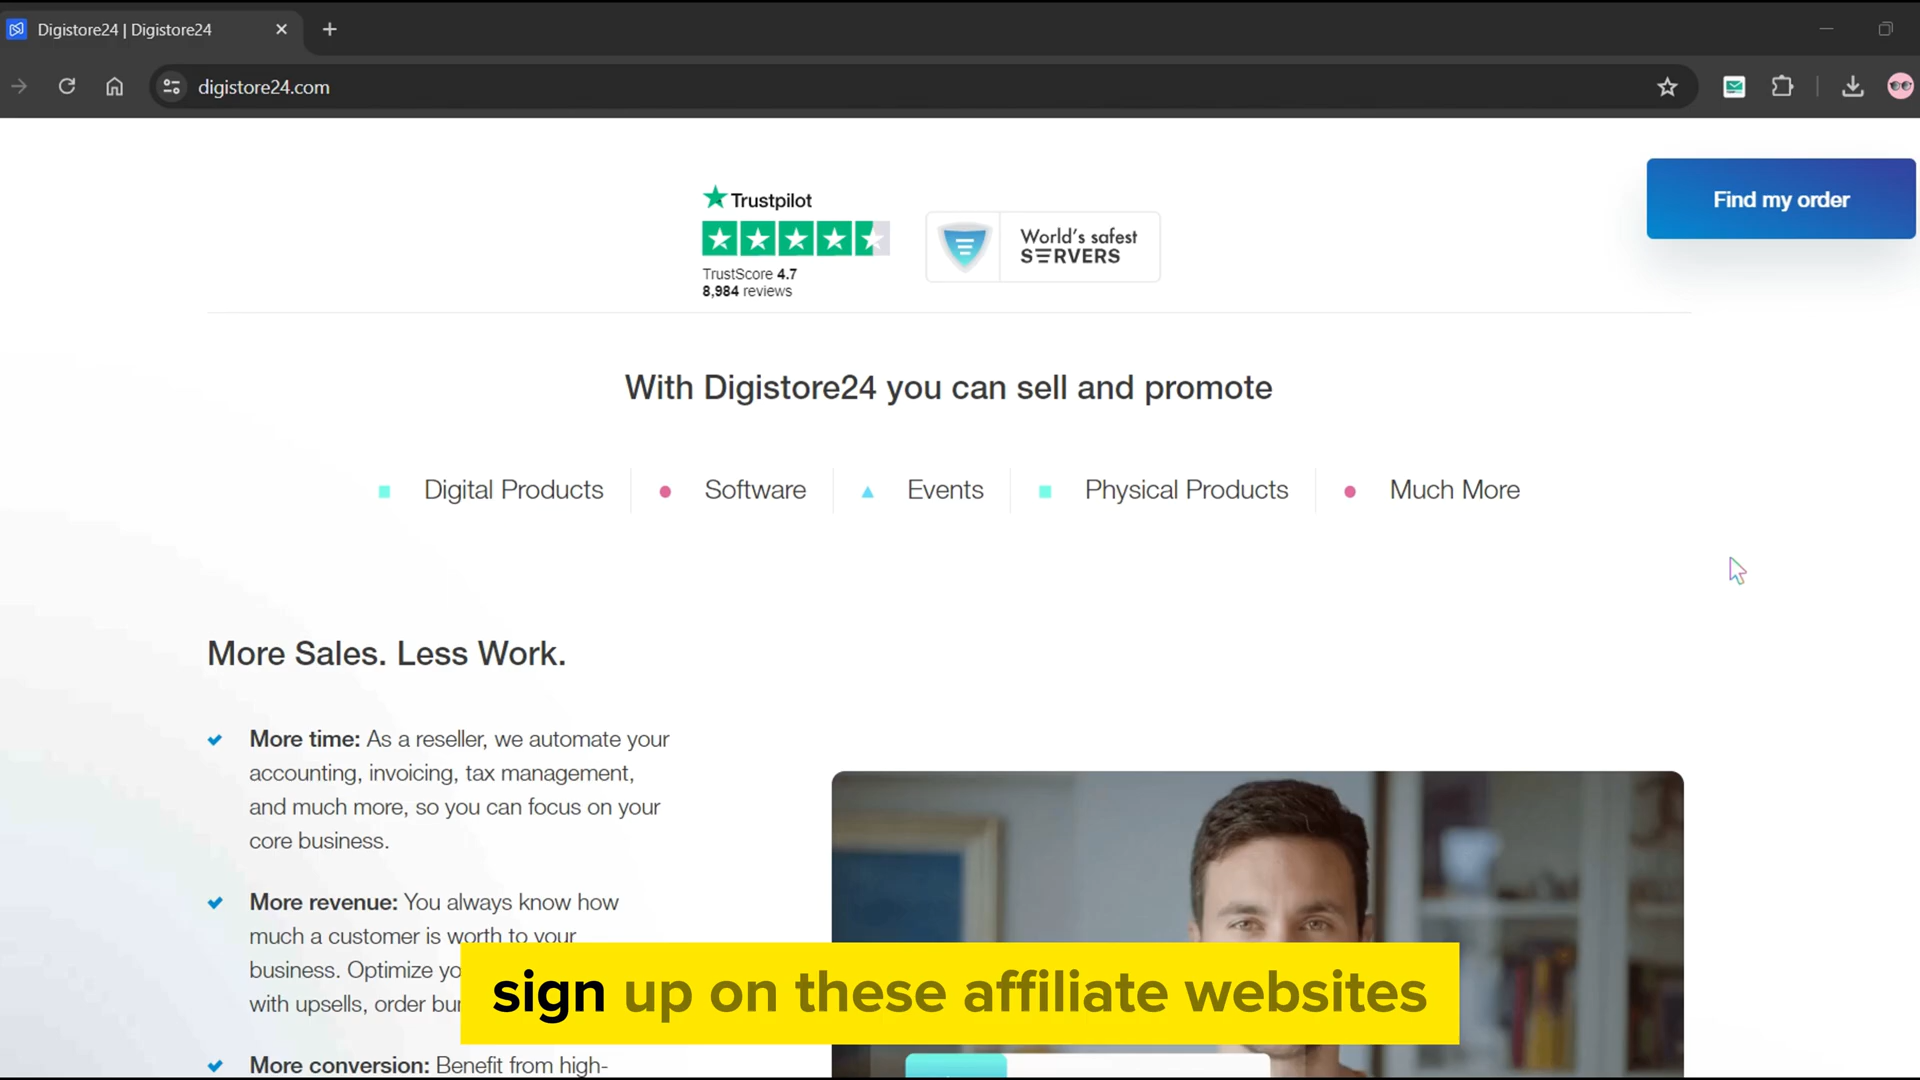 Digistore24 | Digistore24
digistore24.com
Trustpilot
TrustScore 4.7
8,984 reviews
World's safest
SERVERS
Find my order
With Digistore24 you can sell and promote
Digital Products
Software
Events
Physical Products
Much More
More Sales. Less Work.
More time: As a reseller, we automate your
accounting, invoicing, tax management,
and much more, so you can focus on your
core business.
More revenue: You always know how
much a customer is worth to your
business. Optimize
with upsells, order
More conversion: Benefit from high-
sign up on these affiliate websites